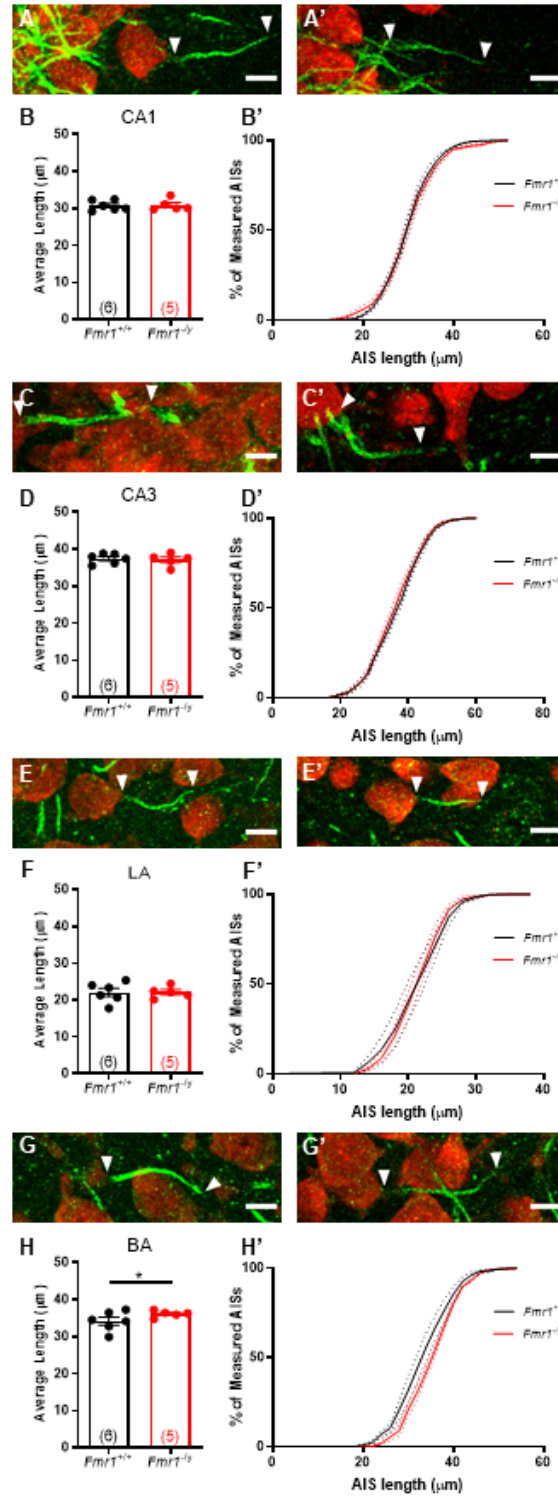 A A'
B CA1 B'
50
40
30
20
10
0
Average Length (μm)
(6) (5)
Fmr1+/+ Fmr1-/y
100
50
0
% of Measured AISs
Fmr1+
Fmr1-/
0 20 40 60
AIS length (μm)
C C'
D CA3 D'
50
40
30
20
10
0
Average Length (μm)
(6) (5)
Fmr1+/+ Fmr1-/y
100
50
0
% of Measured AISs
Fmr1+
Fmr1-/
0 20 40 60 80
AIS length (μm)
E E'
F LA F'
50
40
30
20
10
0
Average Length (μm)
(6) (5)
Fmr1+/+ Fmr1-/y
100
50
0
% of Measured AISs
Fmr1+
Fmr1-/
0 10 20 30 40
AIS length (μm)
G G'
H BA H'
*
50
40
30
20
10
0
Average Length (μm)
(6) (5)
Fmr1+/+ Fmr1-/y
100
50
0
% of Measured AISs
Fmr1+
Fmr1-/
0 20 40 60
AIS length (μm)